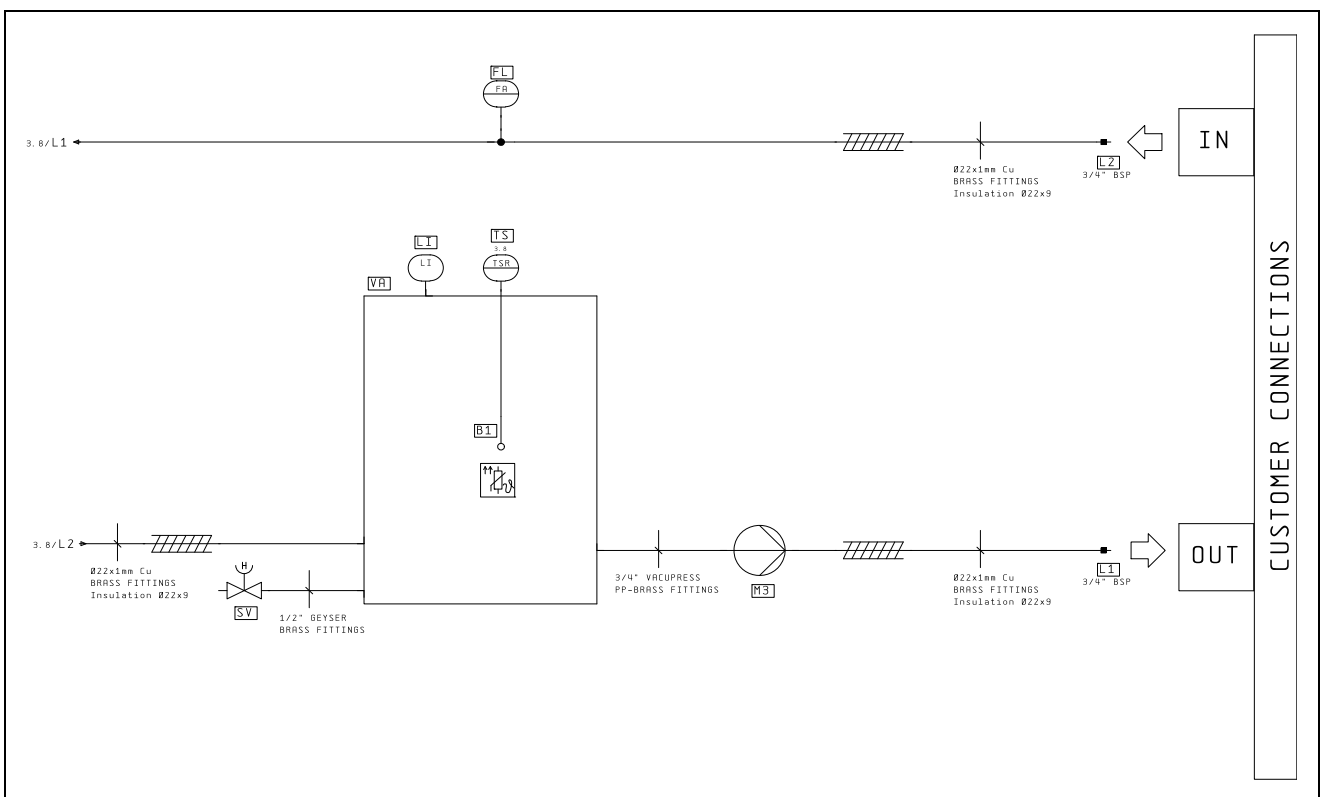 FL
FA
3.8/L1
IN
L2
3/4" BSP
Ø22x1mm Cu
BRASS FITTINGS
Insulation Ø22x9
LI
LI
TS
3.8
TSR
VA
B1
3.8/L2
Ø22x1mm Cu
BRASS FITTINGS
Insulation Ø22x9
H
SV
1/2" GEYSER
BRASS FITTINGS
3/4" VACUPRESS
PP-BRASS FITTINGS
M3
Ø22x1mm Cu
BRASS FITTINGS
Insulation Ø22x9
L1
3/4" BSP
OUT
CUSTOMER CONNECTIONS